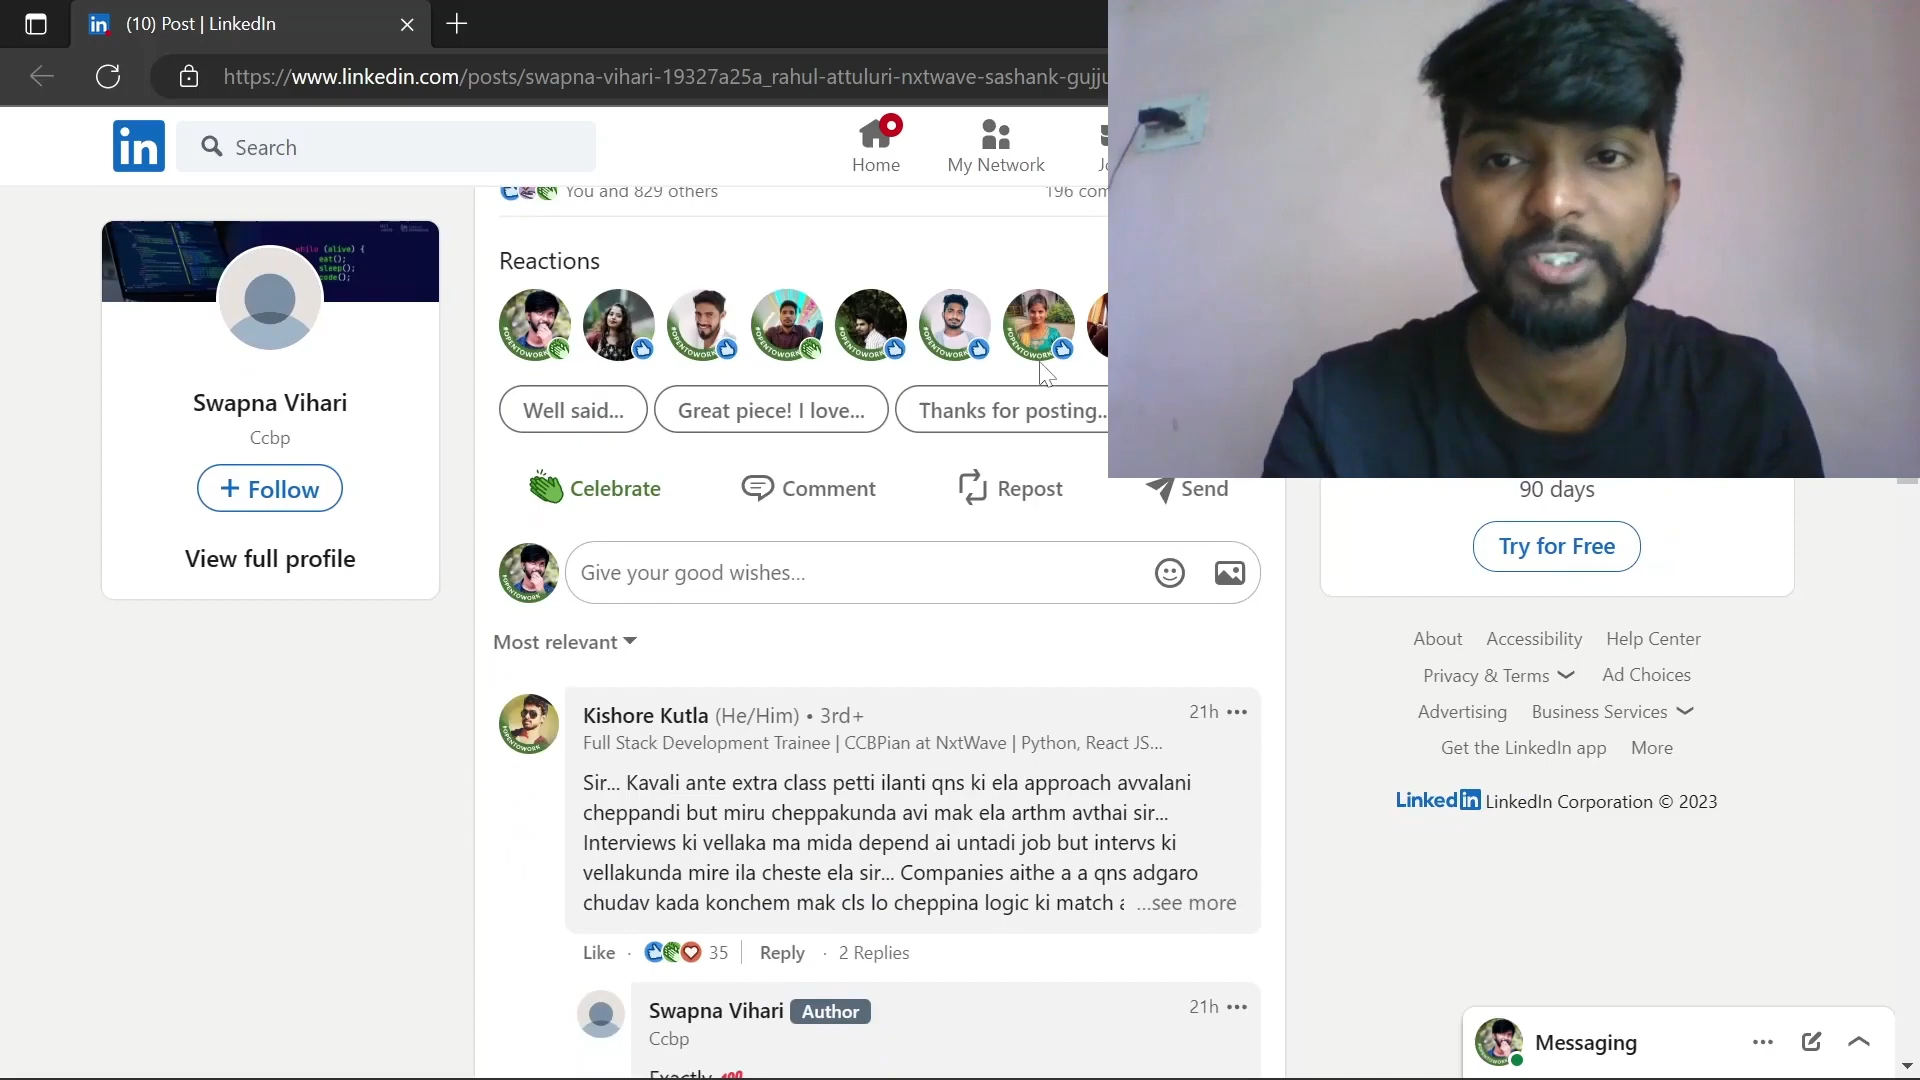 (10) Post | LinkedIn
https://www.linkedin.com/posts/swapna-vihari-19327a25a_rahul-attuluri-nxtwave-sashank-gujju
in
Search
Home
My Network
You and 829 others
196 com
Reactions
while (alive) {
eat();
sleep();
code();
Swapna Vihari
Ccbp
+ Follow
View full profile
Well said...
Great piece! I love...
Thanks for posting...
Celebrate
Comment
Repost
Send
90 days
Try for Free
Give your good wishes...
Most relevant
About
Accessibility
Help Center
Privacy & Terms
Ad Choices
Advertising
Business Services
Get the LinkedIn app
More
LinkedIn LinkedIn Corporation © 2023
Kishore Kutla (He/Him) • 3rd+
21h
Full Stack Development Trainee | CCBPian at NxtWave | Python, React JS...
Sir... Kavali ante extra class petti ilanti qns ki ela approach avvalani
cheppandi but miru cheppakunda avi mak ela arthm avthai sir...
Interviews ki vellaka ma mida depend ai untadi job but intervs ki
vellakunda mire ila cheste ela sir... Companies aithe a a qns adgaro
chudav kada konchem mak cls lo cheppina logic ki match a ...see more
Like · 35 | Reply · 2 Replies
Swapna Vihari Author
21h
Ccbp
Exactly 💯
Messaging